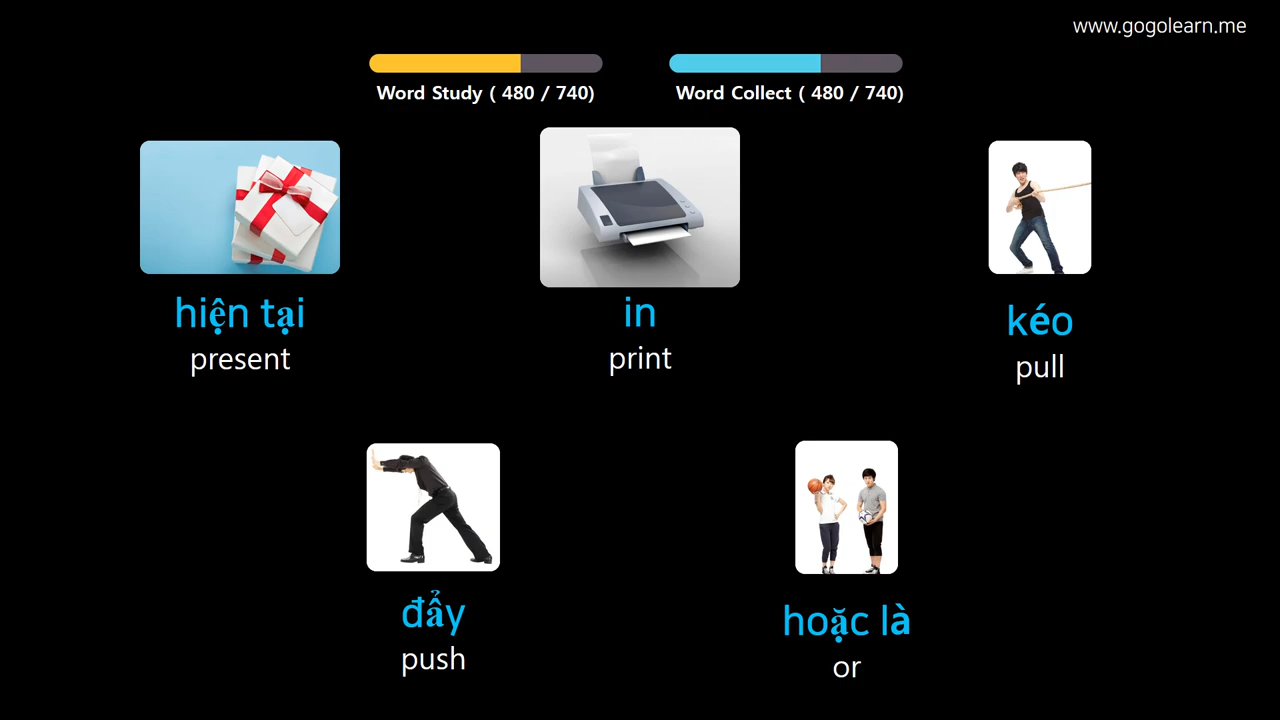 www.gogolearn.me
Word Study ( 480 / 740)
Word Collect ( 480 / 740)
hiện tại
present
in
print
kéo
pull
đẩy
push
hoặc là
or